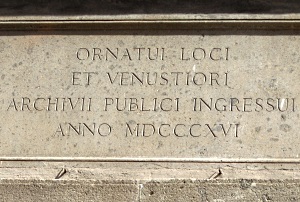 ORNATUI LOCI
ET VENUSTIORI
ARCHIVII PUBLICI INGRESSUI
ANNO MDCCCXVI